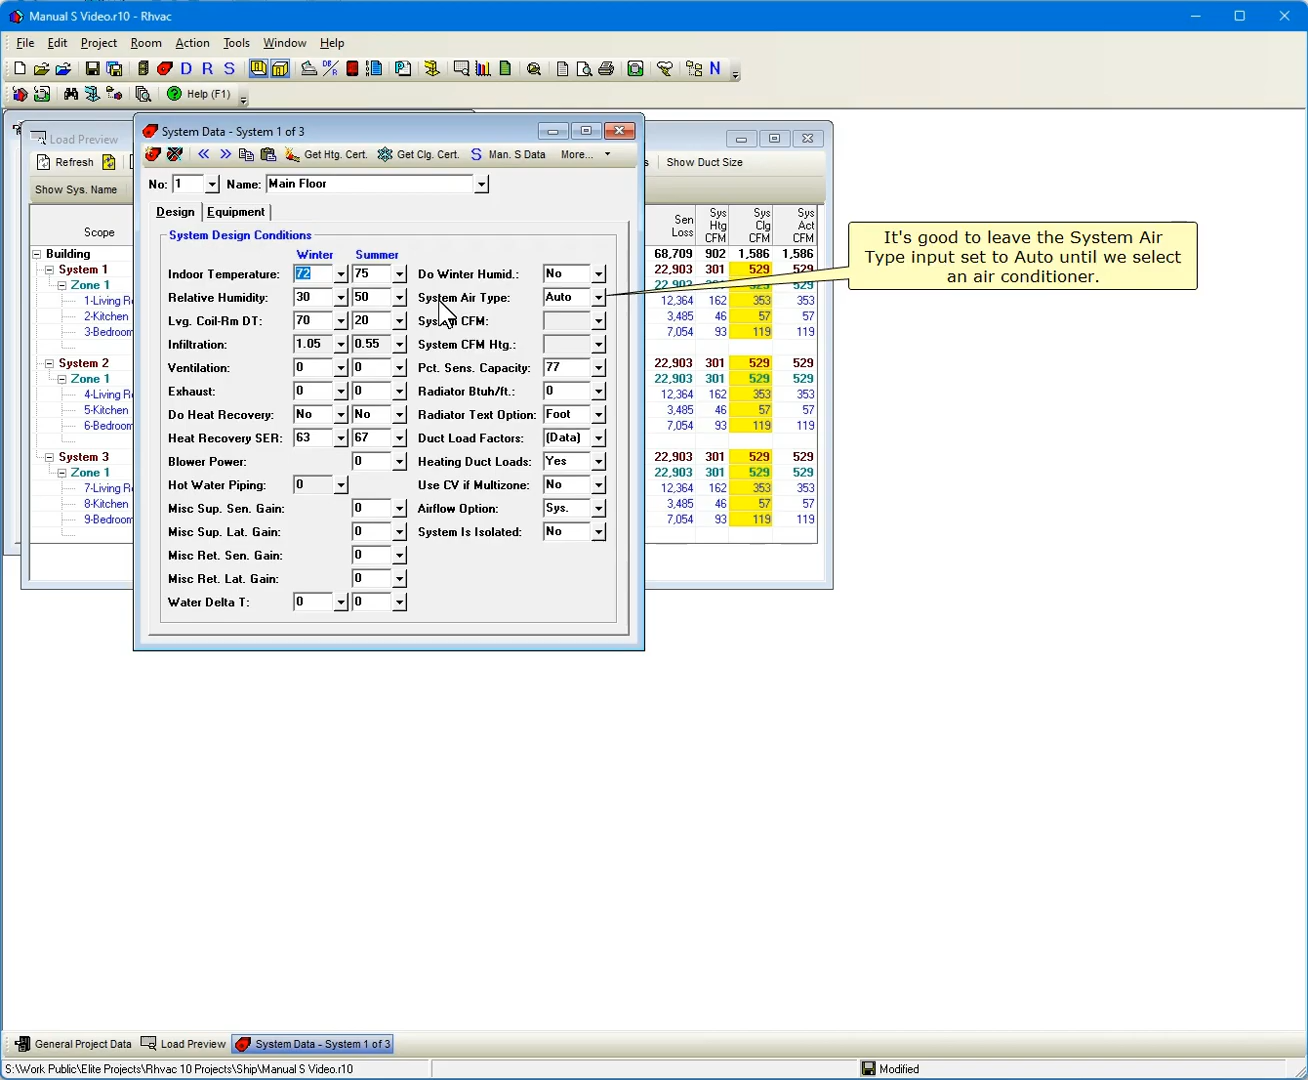 Manual S Video.r10 - Rhvac
File Edit Project Room Action Tools Window Help
D R S N
Help (F1)
Load Preview
Refresh
Show Duct Size
Show Sys. Name
Scope
Sen Loss
Sys Htg CFM
Sys Clg CFM
Sys Act CFM
Building 68,709 902 1,586 1,586
System 1 22,903 301 529 529
Zone 1
1-Living R 12,364 162 353 353
2-Kitchen 3,485 46 57 57
3-Bedroom 7,054 93 119 119
System 2 22,903 301 529 529
Zone 1 22,903 301 529 529
4-Living R 12,364 162 353 353
5-Kitchen 3,485 46 57 57
6-Bedroom 7,054 93 119 119
System 3 22,903 301 529 529
Zone 1 22,903 301 529 529
7-Living R 12,364 162 353 353
8-Kitchen 3,485 46 57 57
9-Bedroom 7,054 93 119 119
System Data - System 1 of 3
Get Htg. Cert. Get Clg. Cert. S Man. S Data More...
No: 1 Name: Main Floor
Design Equipment
System Design Conditions
Winter Summer
Indoor Temperature: 72 75 Do Winter Humid.: No
Relative Humidity: 30 50 System Air Type: Auto
Lvg. Coil-Rm DT: 70 20 System CFM:
Infiltration: 1.05 0.55 System CFM Htg.:
Ventilation: 0 0 Pct. Sens. Capacity: 77
Exhaust: 0 0 Radiator Btuh/ft.: 0
Do Heat Recovery: No No Radiator Text Option: Foot
Heat Recovery SER: 63 67 Duct Load Factors: (Data)
Blower Power: 0 Heating Duct Loads: Yes
Hot Water Piping: 0 Use CV if Multizone: No
Misc Sup. Sen. Gain: 0 Airflow Option: Sys.
Misc Sup. Lat. Gain: 0 System Is Isolated: No
Misc Ret. Sen. Gain: 0
Misc Ret. Lat. Gain: 0
Water Delta T: 0 0
It's good to leave the System Air
Type input set to Auto until we select
an air conditioner.
General Project Data Load Preview System Data - System 1 of 3
S:\Work Public\Elite Projects\Rhvac 10 Projects\Ship\Manual S Video.r10 Modified